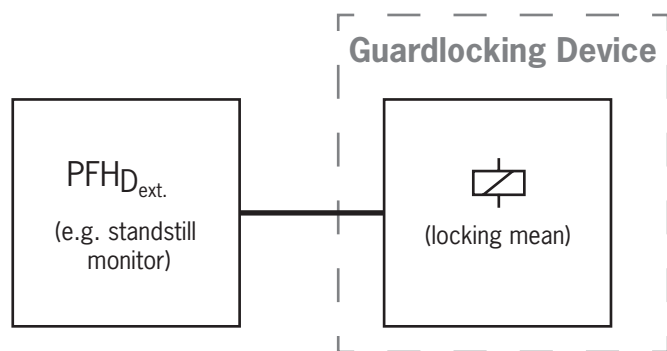 Guardlocking Device
PFHDext.
(e.g. standstill
monitor)
(locking mean)